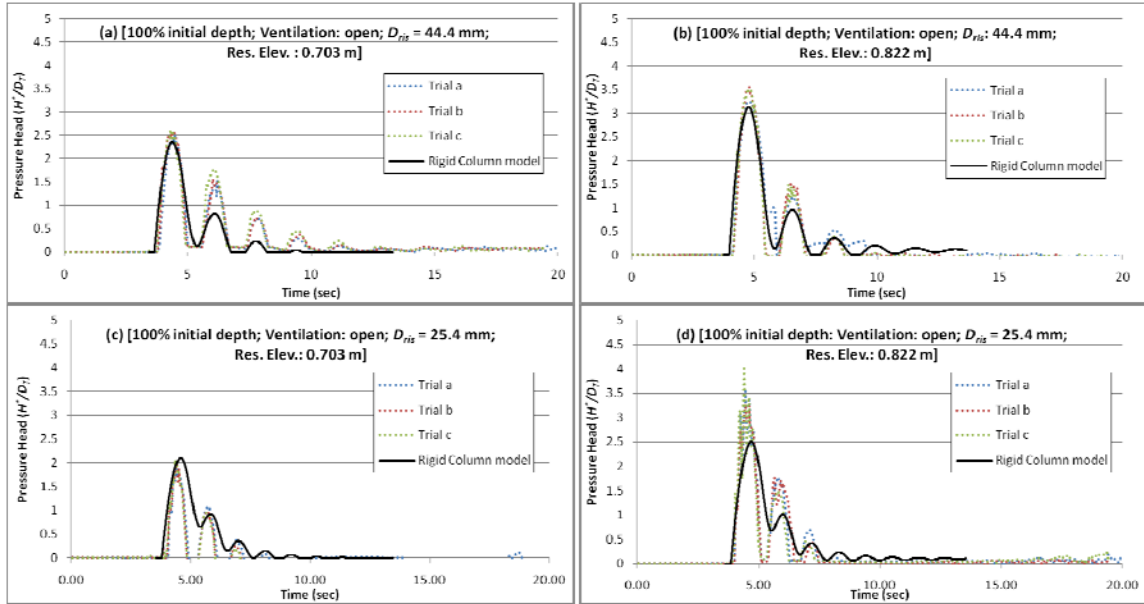 (a) [100% initial depth; Ventilation: open; D_ris = 44.4 mm;
Res. Elev. : 0.703 m]
Pressure Head (H*/D_T)
5
4.5
4
3.5
3
2.5
2
1.5
1
0.5
0
Trial a
Trial b
Trial c
Rigid Column model
0 5 10 15 20
Time (sec)
(b) [100% initial depth; Ventilation: open; D_ris: 44.4 mm;
Res. Elev.: 0.822 m]
Pressure Head (H*/D_T)
5
4.5
4
3.5
3
2.5
2
1.5
1
0.5
0
Trial a
Trial b
Trial c
Rigid Column model
0 5 10 15 20
Time (sec)
(c) [100% initial depth; Ventilation: open; D_ris = 25.4 mm;
Res. Elev.: 0.703 m]
Pressure Head (H*/D_T)
5
4.5
4
3.5
3
2.5
2
1.5
1
0.5
0
Trial a
Trial b
Trial c
Rigid Column model
0.00 5.00 10.00 15.00 20.00
Time (sec)
(d) [100% initial depth: Ventilation: open; D_ris = 25.4 mm;
Res. Elev.: 0.822 m]
Pressure Head (H*/D_T)
5
4.5
4
3.5
3
2.5
2
1.5
1
0.5
0
Trial a
Trial b
Trial c
Rigid Column model
0.00 5.00 10.00 15.00 20.00
Time (sec)